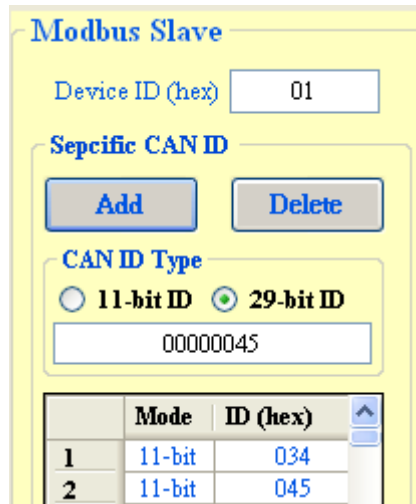 Modbus Slave
Device ID (hex) 01
Sepcific CAN ID
Add Delete
CAN ID Type
11-bit ID 29-bit ID
00000045
Mode ID (hex)
1 11-bit 034
2 11-bit 045